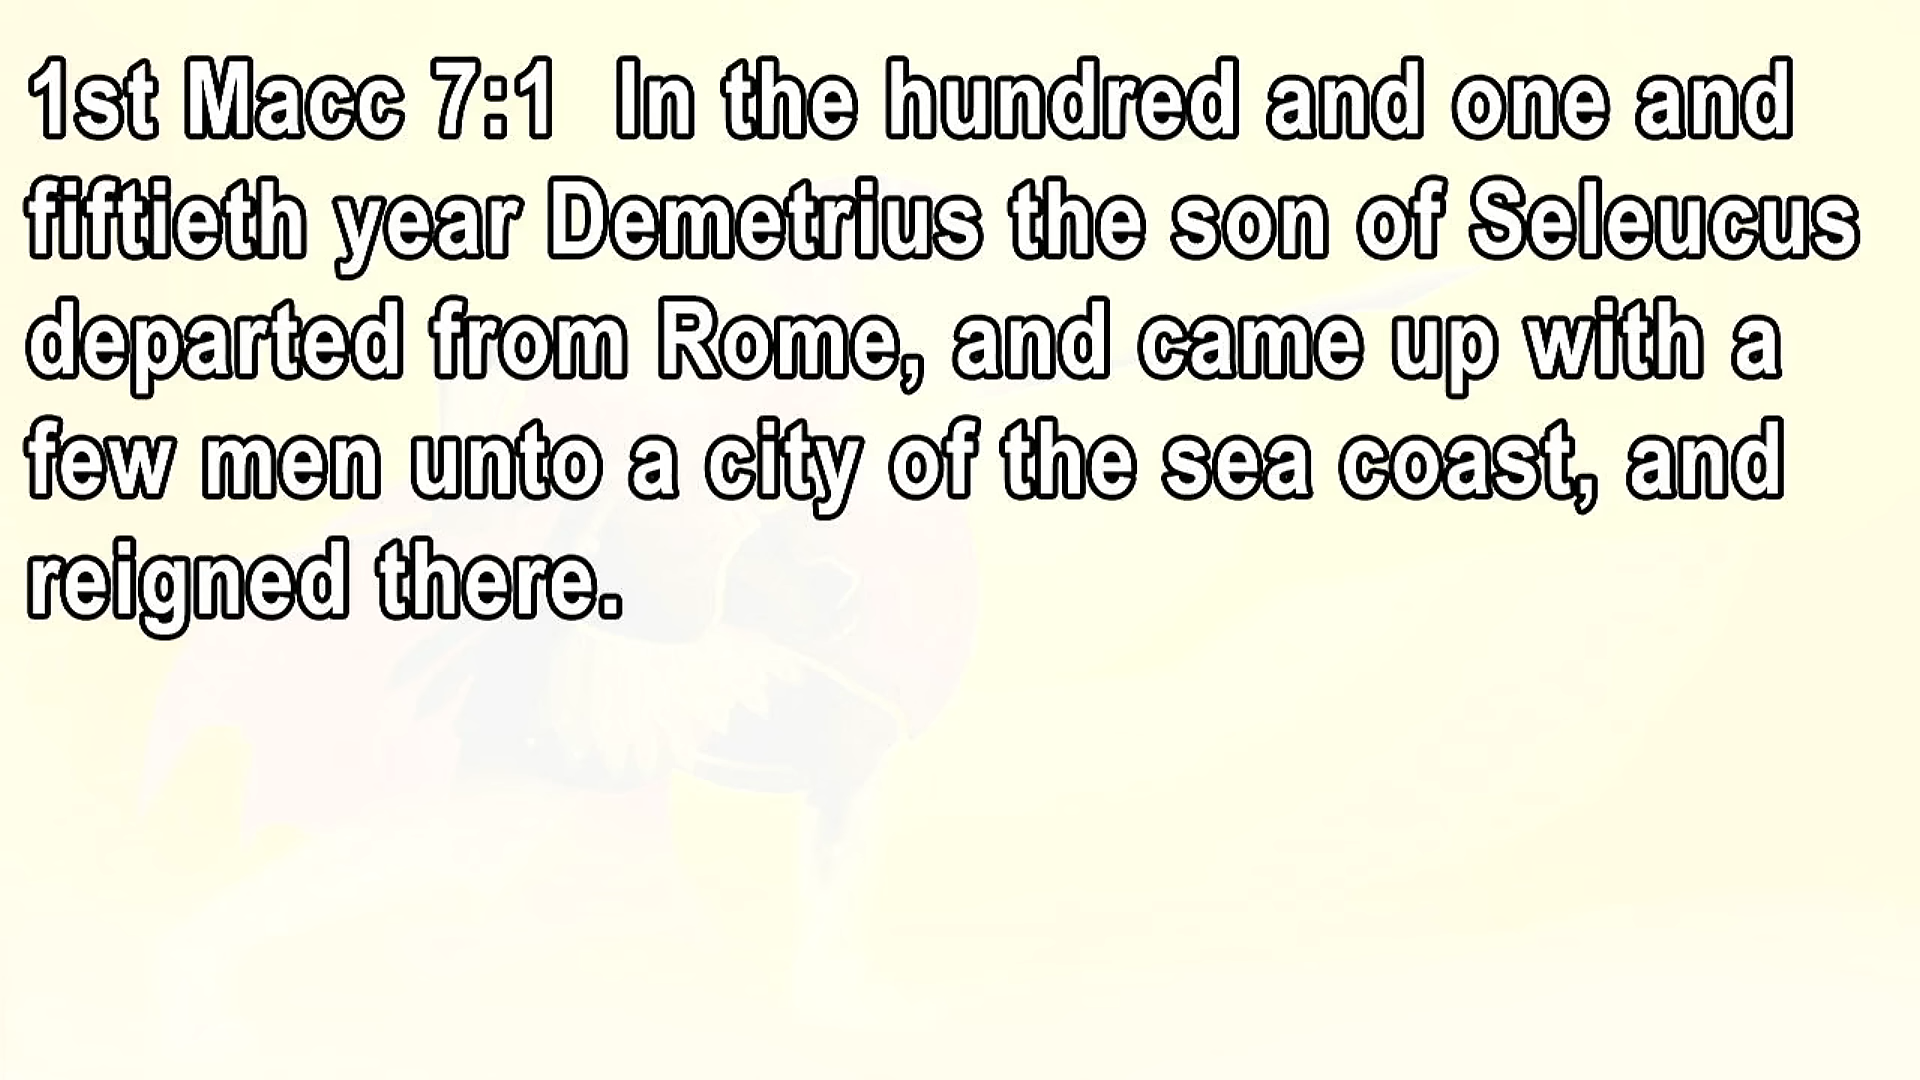 1st Macc 7:1  In the hundred and one and
fiftieth year Demetrius the son of Seleucus
departed from Rome, and came up with a
few men unto a city of the sea coast, and
reigned there.